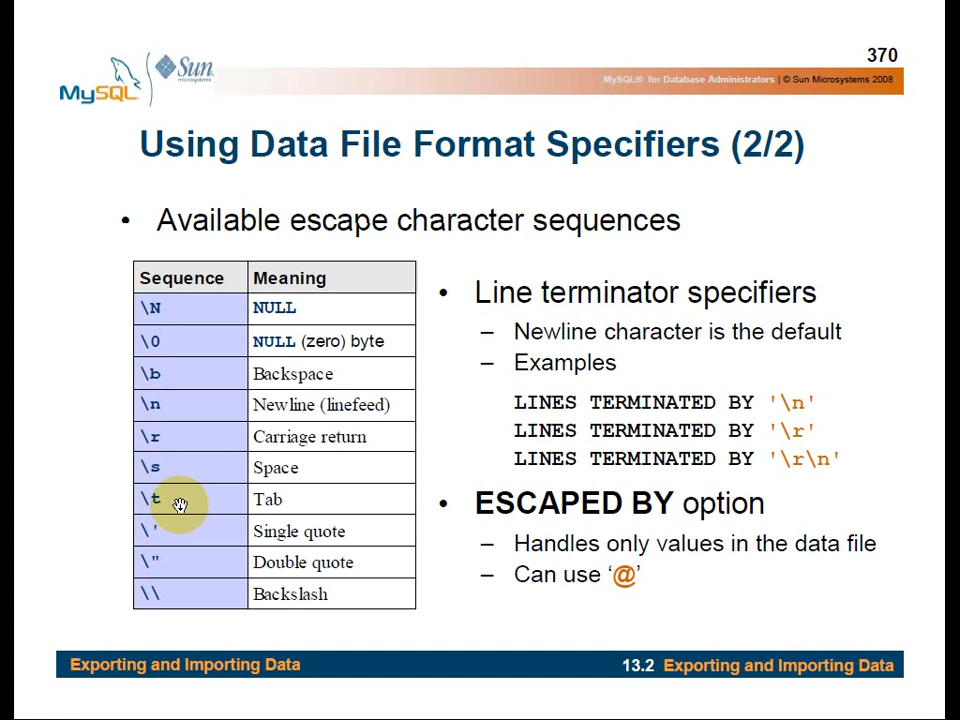 370
MySQL
Sun
microsystems
MySQL® for Database Administrators | © Sun Microsystems 2008
Using Data File Format Specifiers (2/2)
• Available escape character sequences
Sequence Meaning
\N NULL
\0 NULL (zero) byte
\b Backspace
\n Newline (linefeed)
\r Carriage return
\s Space
\t Tab
\' Single quote
\" Double quote
\\ Backslash
• Line terminator specifiers
– Newline character is the default
– Examples
LINES TERMINATED BY '\n'
LINES TERMINATED BY '\r'
LINES TERMINATED BY '\r\n'
• ESCAPED BY option
– Handles only values in the data file
– Can use ‘@’
Exporting and Importing Data
13.2 Exporting and Importing Data